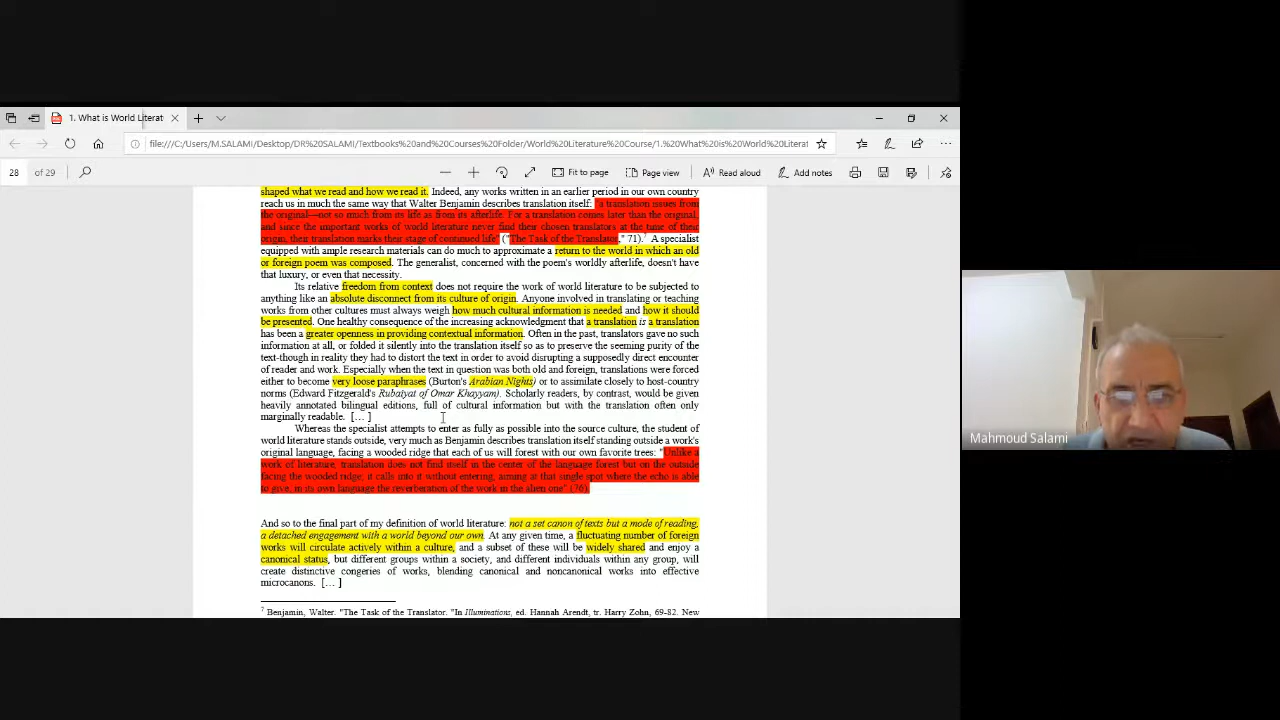 1. What is World Literat
file:///C:/Users/M.SALAMI/Desktop/DR%20SALAMI/Textbooks%20and%20Courses%20Folder/World%20Literature%20Course/1.%20What%20is%20World%20Literat
28 of 29
Fit to page
Page view
Read aloud
Add notes
shaped what we read and how we read it. Indeed, any works written in an earlier period in our own country
reach us in much the same way that Walter Benjamin describes translation itself: "a translation issues from
the original—not so much from its life as from its afterlife. For a translation comes later than the original,
and since the important works of world literature never find their chosen translators at the time of their
origin, their translation marks their stage of continued life" ("The Task of the Translator," 71).7 A specialist
equipped with ample research materials can do much to approximate a return to the world in which an old
or foreign poem was composed. The generalist, concerned with the poem's worldly afterlife, doesn't have
that luxury, or even that necessity.
Its relative freedom from context does not require the work of world literature to be subjected to
anything like an absolute disconnect from its culture of origin. Anyone involved in translating or teaching
works from other cultures must always weigh how much cultural information is needed and how it should
be presented. One healthy consequence of the increasing acknowledgment that a translation is a translation
has been a greater openness in providing contextual information. Often in the past, translators gave no such
information at all, or folded it silently into the translation itself so as to preserve the seeming purity of the
text-though in reality they had to distort the text in order to avoid disrupting a supposedly direct encounter
of reader and work. Especially when the text in question was both old and foreign, translations were forced
either to become very loose paraphrases (Burton's Arabian Nights) or to assimilate closely to host-country
norms (Edward Fitzgerald's Rubaiyat of Omar Khayyam). Scholarly readers, by contrast, would be given
heavily annotated bilingual editions, full of cultural information but with the translation often only
marginally readable. [… ]
Whereas the specialist attempts to enter as fully as possible into the source culture, the student of
world literature stands outside, very much as Benjamin describes translation itself standing outside a work's
original language, facing a wooded ridge that each of us will forest with our own favorite trees: "Unlike a
work of literature, translation does not find itself in the center of the language forest but on the outside
facing the wooded ridge; it calls into it without entering, aiming at that single spot where the echo is able
to give, in its own language the reverberation of the work in the alien one" (76).
And so to the final part of my definition of world literature: not a set canon of texts but a mode of reading,
a detached engagement with a world beyond our own. At any given time, a fluctuating number of foreign
works will circulate actively within a culture, and a subset of these will be widely shared and enjoy a
canonical status, but different groups within a society, and different individuals within any group, will
create distinctive congeries of works, blending canonical and noncanonical works into effective
microcanons. [… ]
7 Benjamin, Walter. "The Task of the Translator. "In Illuminations, ed. Hannah Arendt, tr. Harry Zohn, 69-82. New
Mahmoud Salami